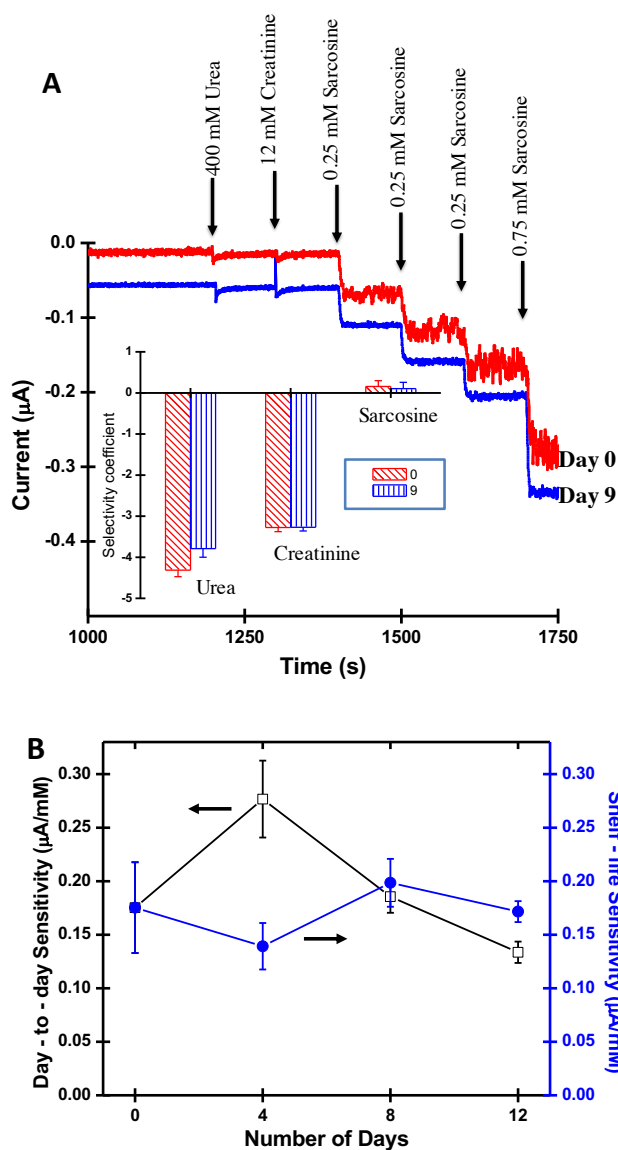 A
400 mM Urea
12 mM Creatinine
0.25 mM Sarcosine
0.25 mM Sarcosine
0.25 mM Sarcosine
0.75 mM Sarcosine
0.0
-0.1
-0.2
-0.3
-0.4
Current (µA)
1
0
-1
-2
-3
-4
-5
Selectivity coefficient
Sarcosine
0
9
Creatinine
Urea
Day 0
Day 9
1000
1250
1500
1750
Time (s)
B
0.30
0.25
0.20
0.15
0.10
0.05
0.00
Day - to - day Sensitivity (µA/mM)
0.30
0.25
0.20
0.15
0.10
0.05
0.00
Shelf - life Sensitivity (µA/mM)
0
4
8
12
Number of Days